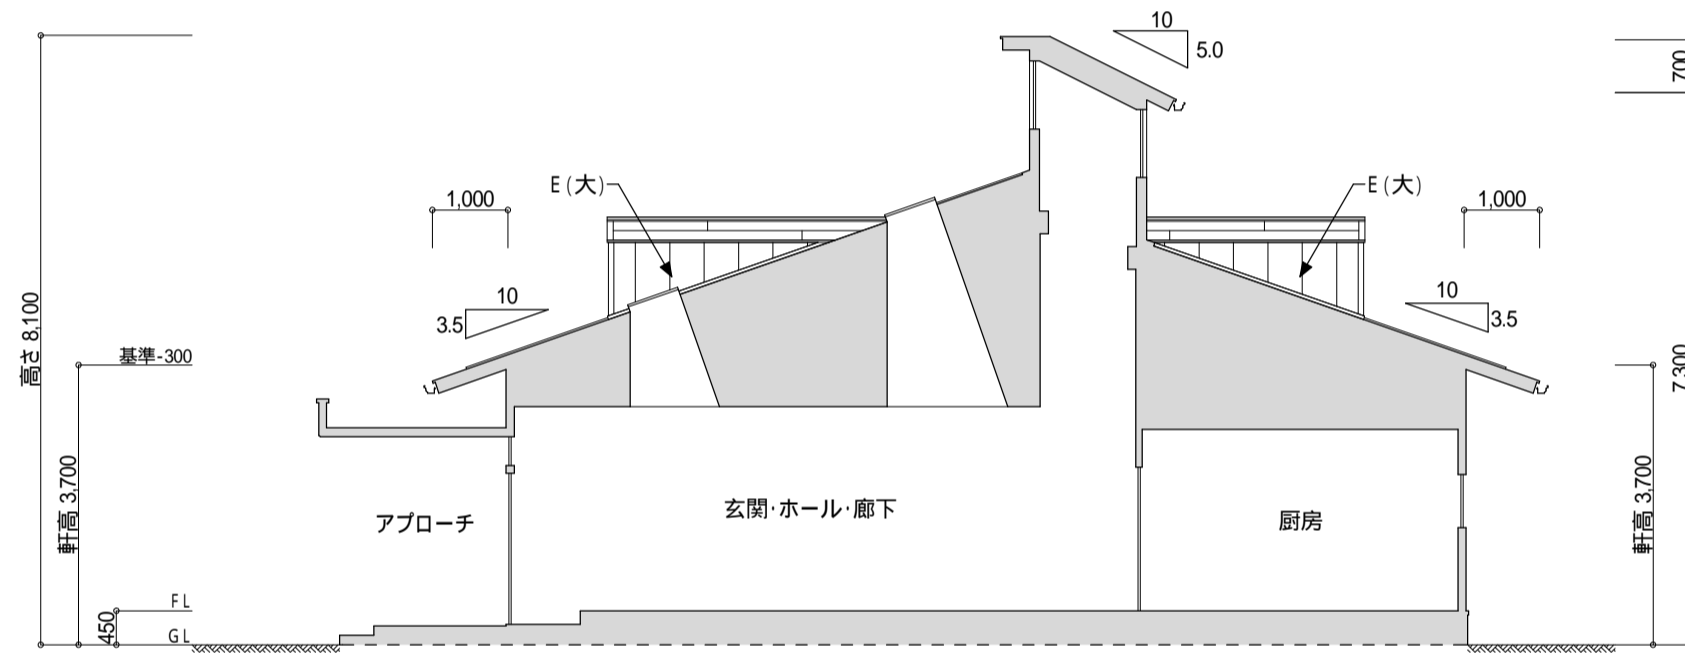 10
5.0
700
E(大)
E(大)
1,000
1,000
10
3.5
10
3.5
高さ 8,100
基準-300
7,300
軒高 3,700
軒高 3,700
アプローチ
玄関・ホール・廊下
厨房
FL
450
GL